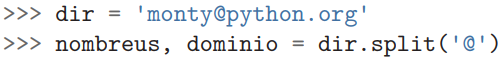 >>> dir = 'monty@python.org'
>>> nombreus, dominio = dir.split('@')